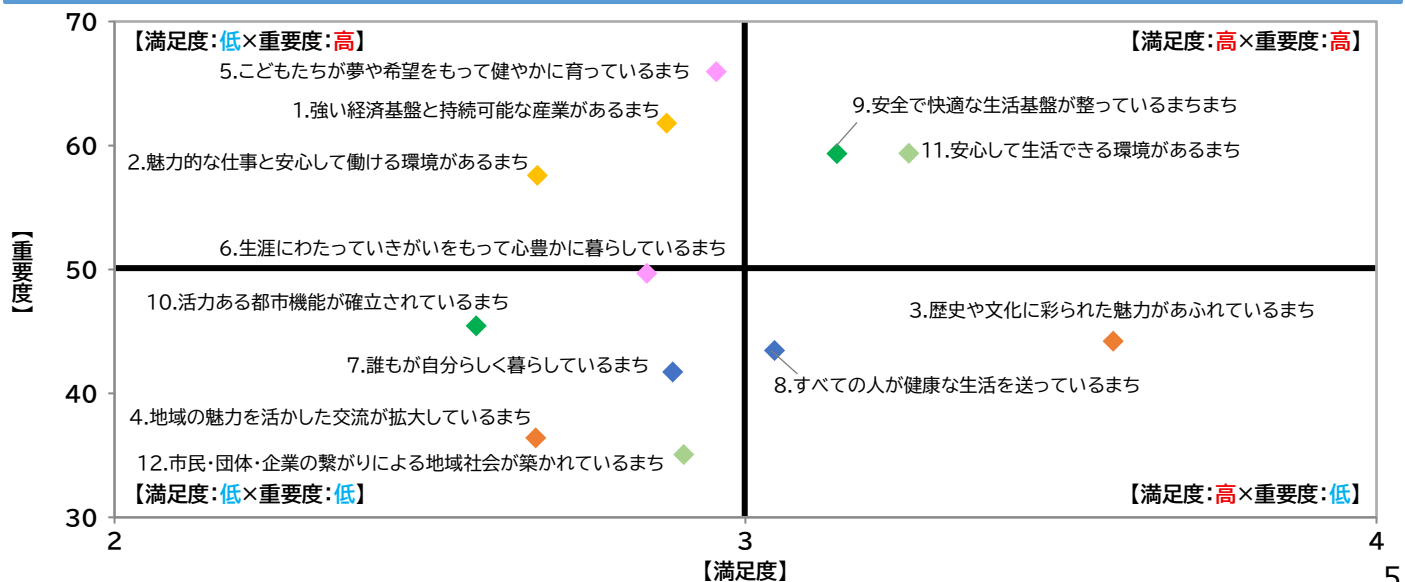 70
【満足度:低×重要度:高】
【満足度:高×重要度:高】
5.こどもたちが夢や希望をもって健やかに育っているまち
9.安全で快適な生活基盤が整っているまちまち
1.強い経済基盤と持続可能な産業があるまち
60
11.安心して生活できる環境があるまち
2.魅力的な仕事と安心して働ける環境があるまち
【重要度】
6.生涯にわたっていきがいをもって心豊かに暮らしているまち
50
10.活力ある都市機能が確立されているまち
3.歴史や文化に彩られた魅力があふれているまち
7.誰もが自分らしく暮らしているまち
8.すべての人が健康な生活を送っているまち
40
4.地域の魅力を活かした交流が拡大しているまち
12.市民・団体・企業の繋がりによる地域社会が築かれているまち
【満足度:低×重要度:低】
【満足度:高×重要度:低】
30
2
3
4
【満足度】
5